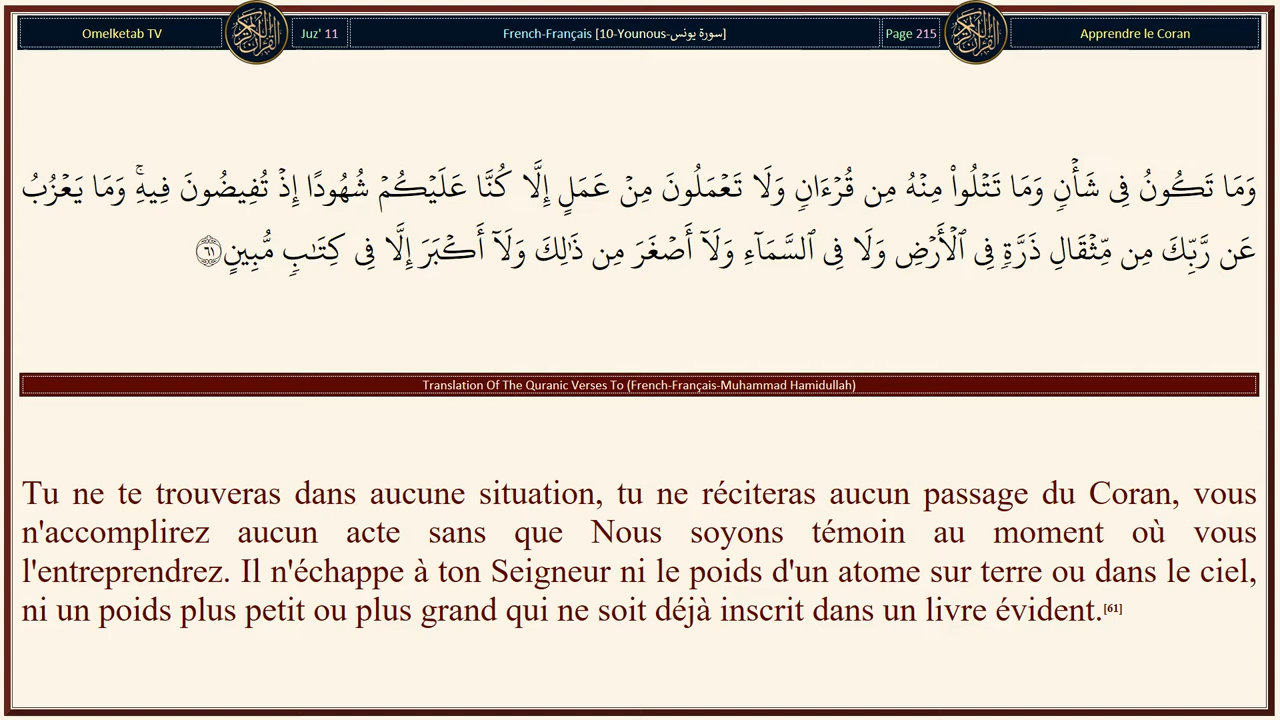 Omelketab TV
Juz' 11
French-Français [10-Younous-سورة يونس]
Page 215
Apprendre le Coran
وَمَا تَكُونُ فِى شَأۡنٖ وَمَا تَتۡلُواْ مِنۡهُ مِن قُرۡءَانٖ وَلَا تَعۡمَلُونَ مِنۡ عَمَلٍ إِلَّا كُنَّا عَلَيۡكُمۡ شُهُودًا إِذۡ تُفِيضُونَ فِيهِۚ وَمَا يَعۡزُبُ
عَن رَّبِّكَ مِن مِّثۡقَالِ ذَرَّةٖ فِى ٱلۡأَرۡضِ وَلَا فِى ٱلسَّمَآءِ وَلَآ أَصۡغَرَ مِن ذَٰلِكَ وَلَآ أَكۡبَرَ إِلَّا فِى كِتَٰبٖ مُّبِينٍ ٦١
Translation Of The Quranic Verses To (French-Français-Muhammad Hamidullah)
Tu ne te trouveras dans aucune situation, tu ne réciteras aucun passage du Coran, vous
n'accomplirez aucun acte sans que Nous soyons témoin au moment où vous
l'entreprendrez. Il n'échappe à ton Seigneur ni le poids d'un atome sur terre ou dans le ciel,
ni un poids plus petit ou plus grand qui ne soit déjà inscrit dans un livre évident.[61]